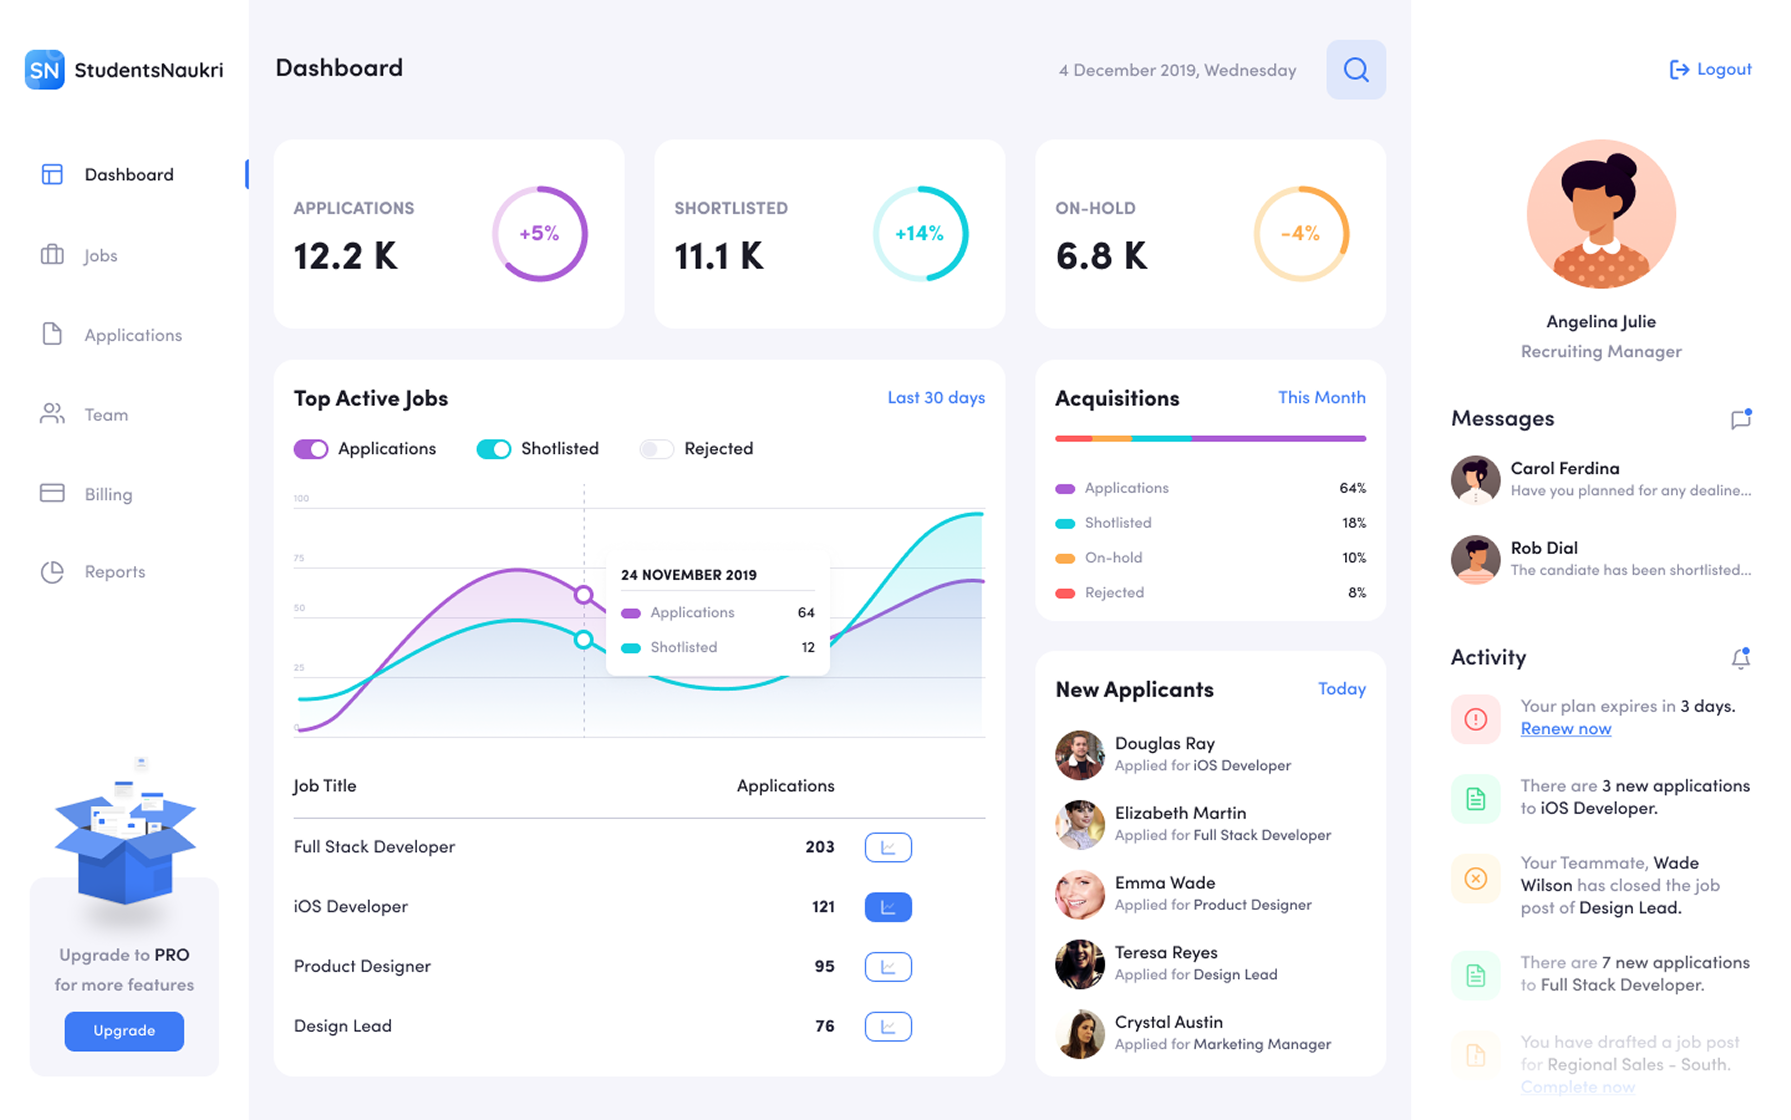 SN StudentsNaukri
Dashboard
Jobs
Applications
Team
Billing
Reports
Upgrade to PRO
for more features
Upgrade
Dashboard
4 December 2019, Wednesday
APPLICATIONS
12.2 K
+5%
SHORTLISTED
11.1 K
+14%
ON-HOLD
6.8 K
-4%
Top Active Jobs
Last 30 days
Applications
Shotlisted
Rejected
100
75
50
25
0
24 NOVEMBER 2019
Applications 64
Shotlisted 12
Job Title Applications
Full Stack Developer 203
iOS Developer 121
Product Designer 95
Design Lead 76
Acquisitions
This Month
Applications 64%
Shotlisted 18%
On-hold 10%
Rejected 8%
New Applicants
Today
Douglas Ray
Applied for iOS Developer
Elizabeth Martin
Applied for Full Stack Developer
Emma Wade
Applied for Product Designer
Teresa Reyes
Applied for Design Lead
Crystal Austin
Applied for Marketing Manager
Logout
Angelina Julie
Recruiting Manager
Messages
Carol Ferdina
Have you planned for any dealine...
Rob Dial
The candiate has been shortlisted...
Activity
Your plan expires in 3 days.
Renew now
There are 3 new applications
to iOS Developer.
Your Teammate, Wade
Wilson has closed the job
post of Design Lead.
There are 7 new applications
to Full Stack Developer.
You have drafted a job post
for Regional Sales - South.
Complete now